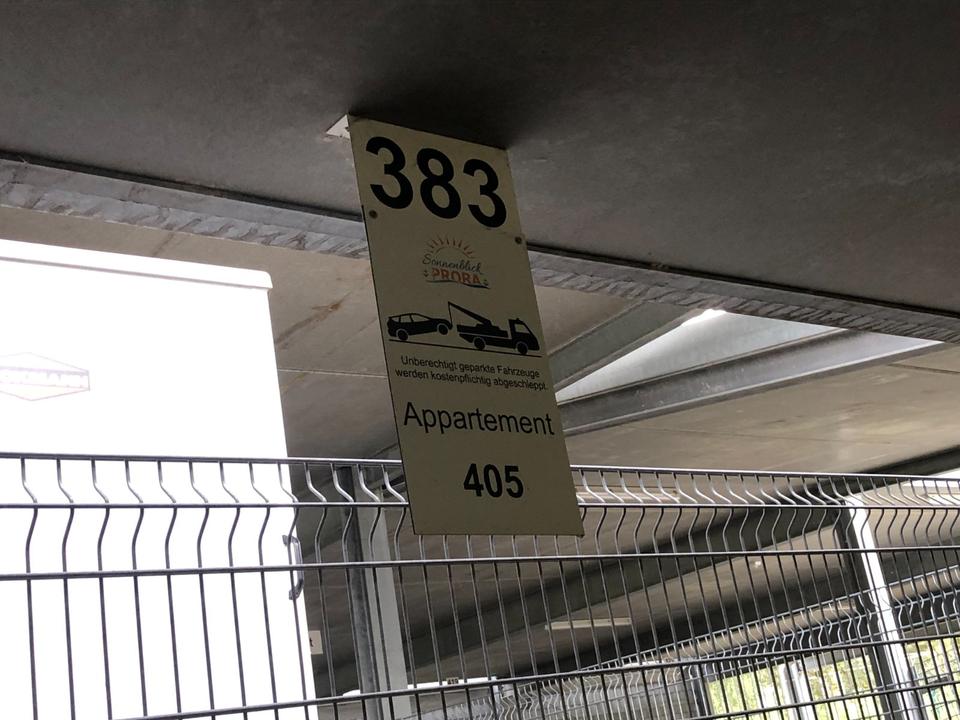 383
Sonnenblick
PRORA
Unberechtigt geparkte Fahrzeuge
werden kostenpflichtig abgeschleppt.
Appartement
405